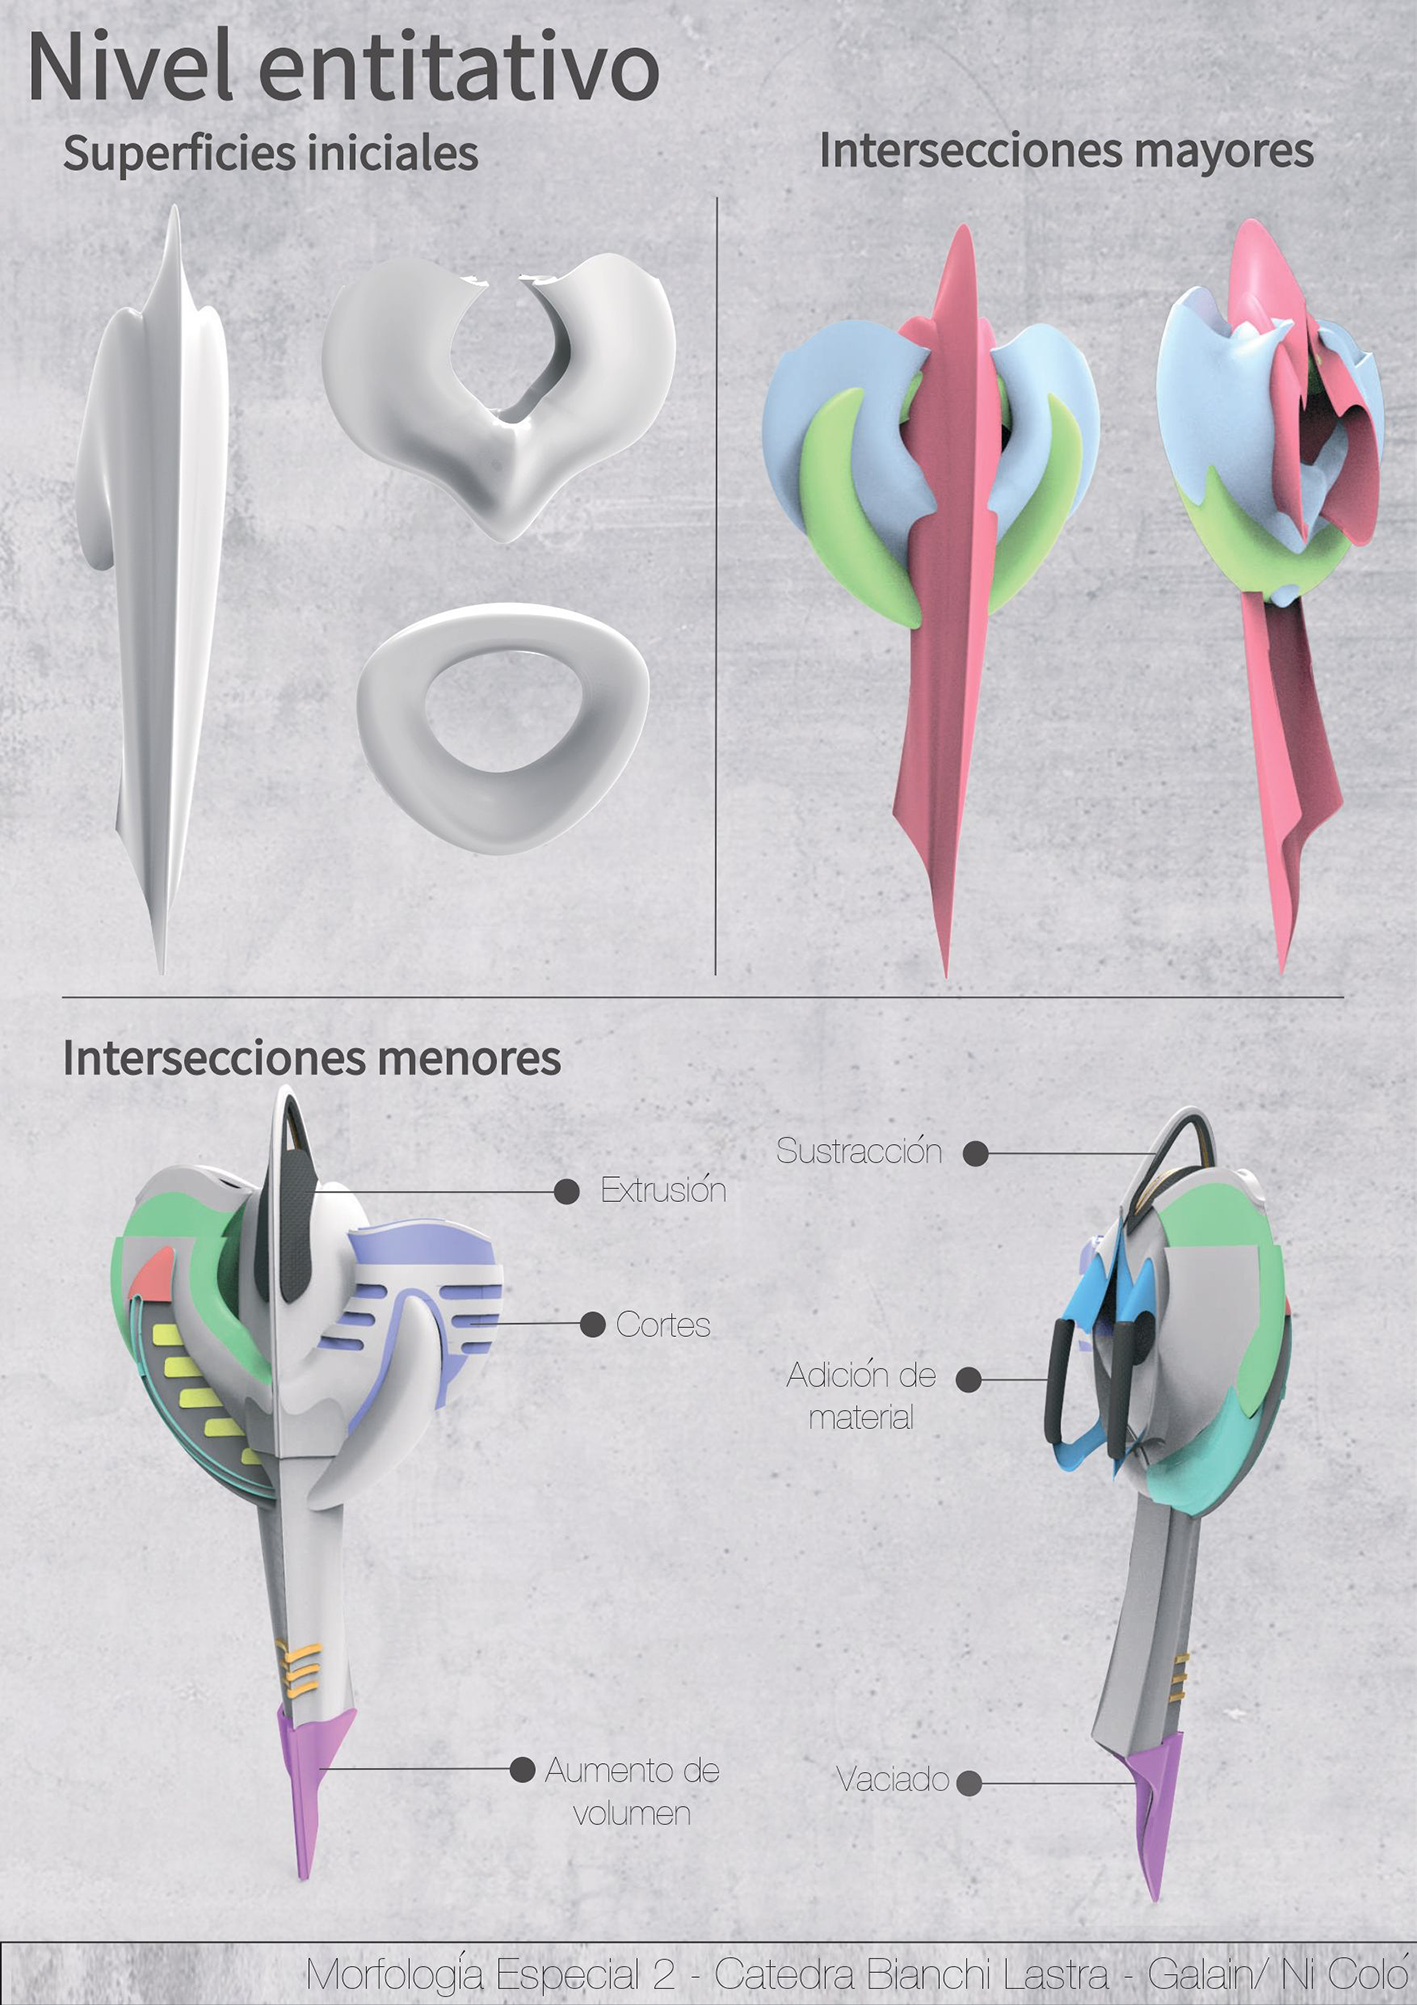 Nivel entitativo
Superficies iniciales
Intersecciones mayores
Intersecciones menores
Extrusión
Cortes
Aumento de
volumen
Sustracción
Adición de
material
Vaciado
Morfología Especial 2 - Catedra Bianchi Lastra - Galain/ Ni Coló